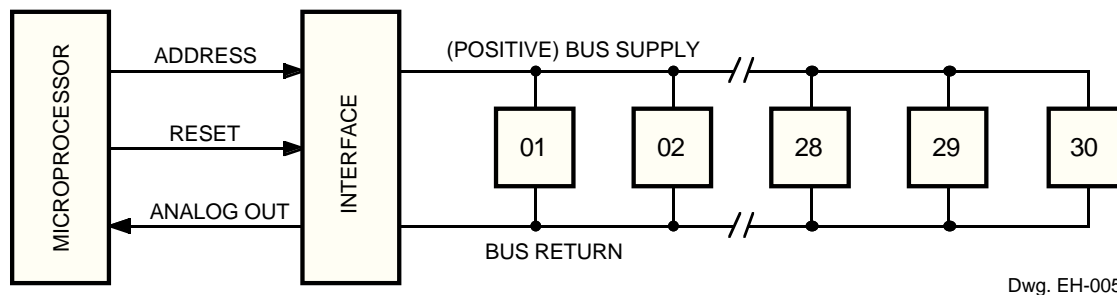 MICROPROCESSOR
ADDRESS
RESET
ANALOG OUT
INTERFACE
(POSITIVE) BUS SUPPLY
01
02
28
29
30
BUS RETURN
Dwg. EH-005